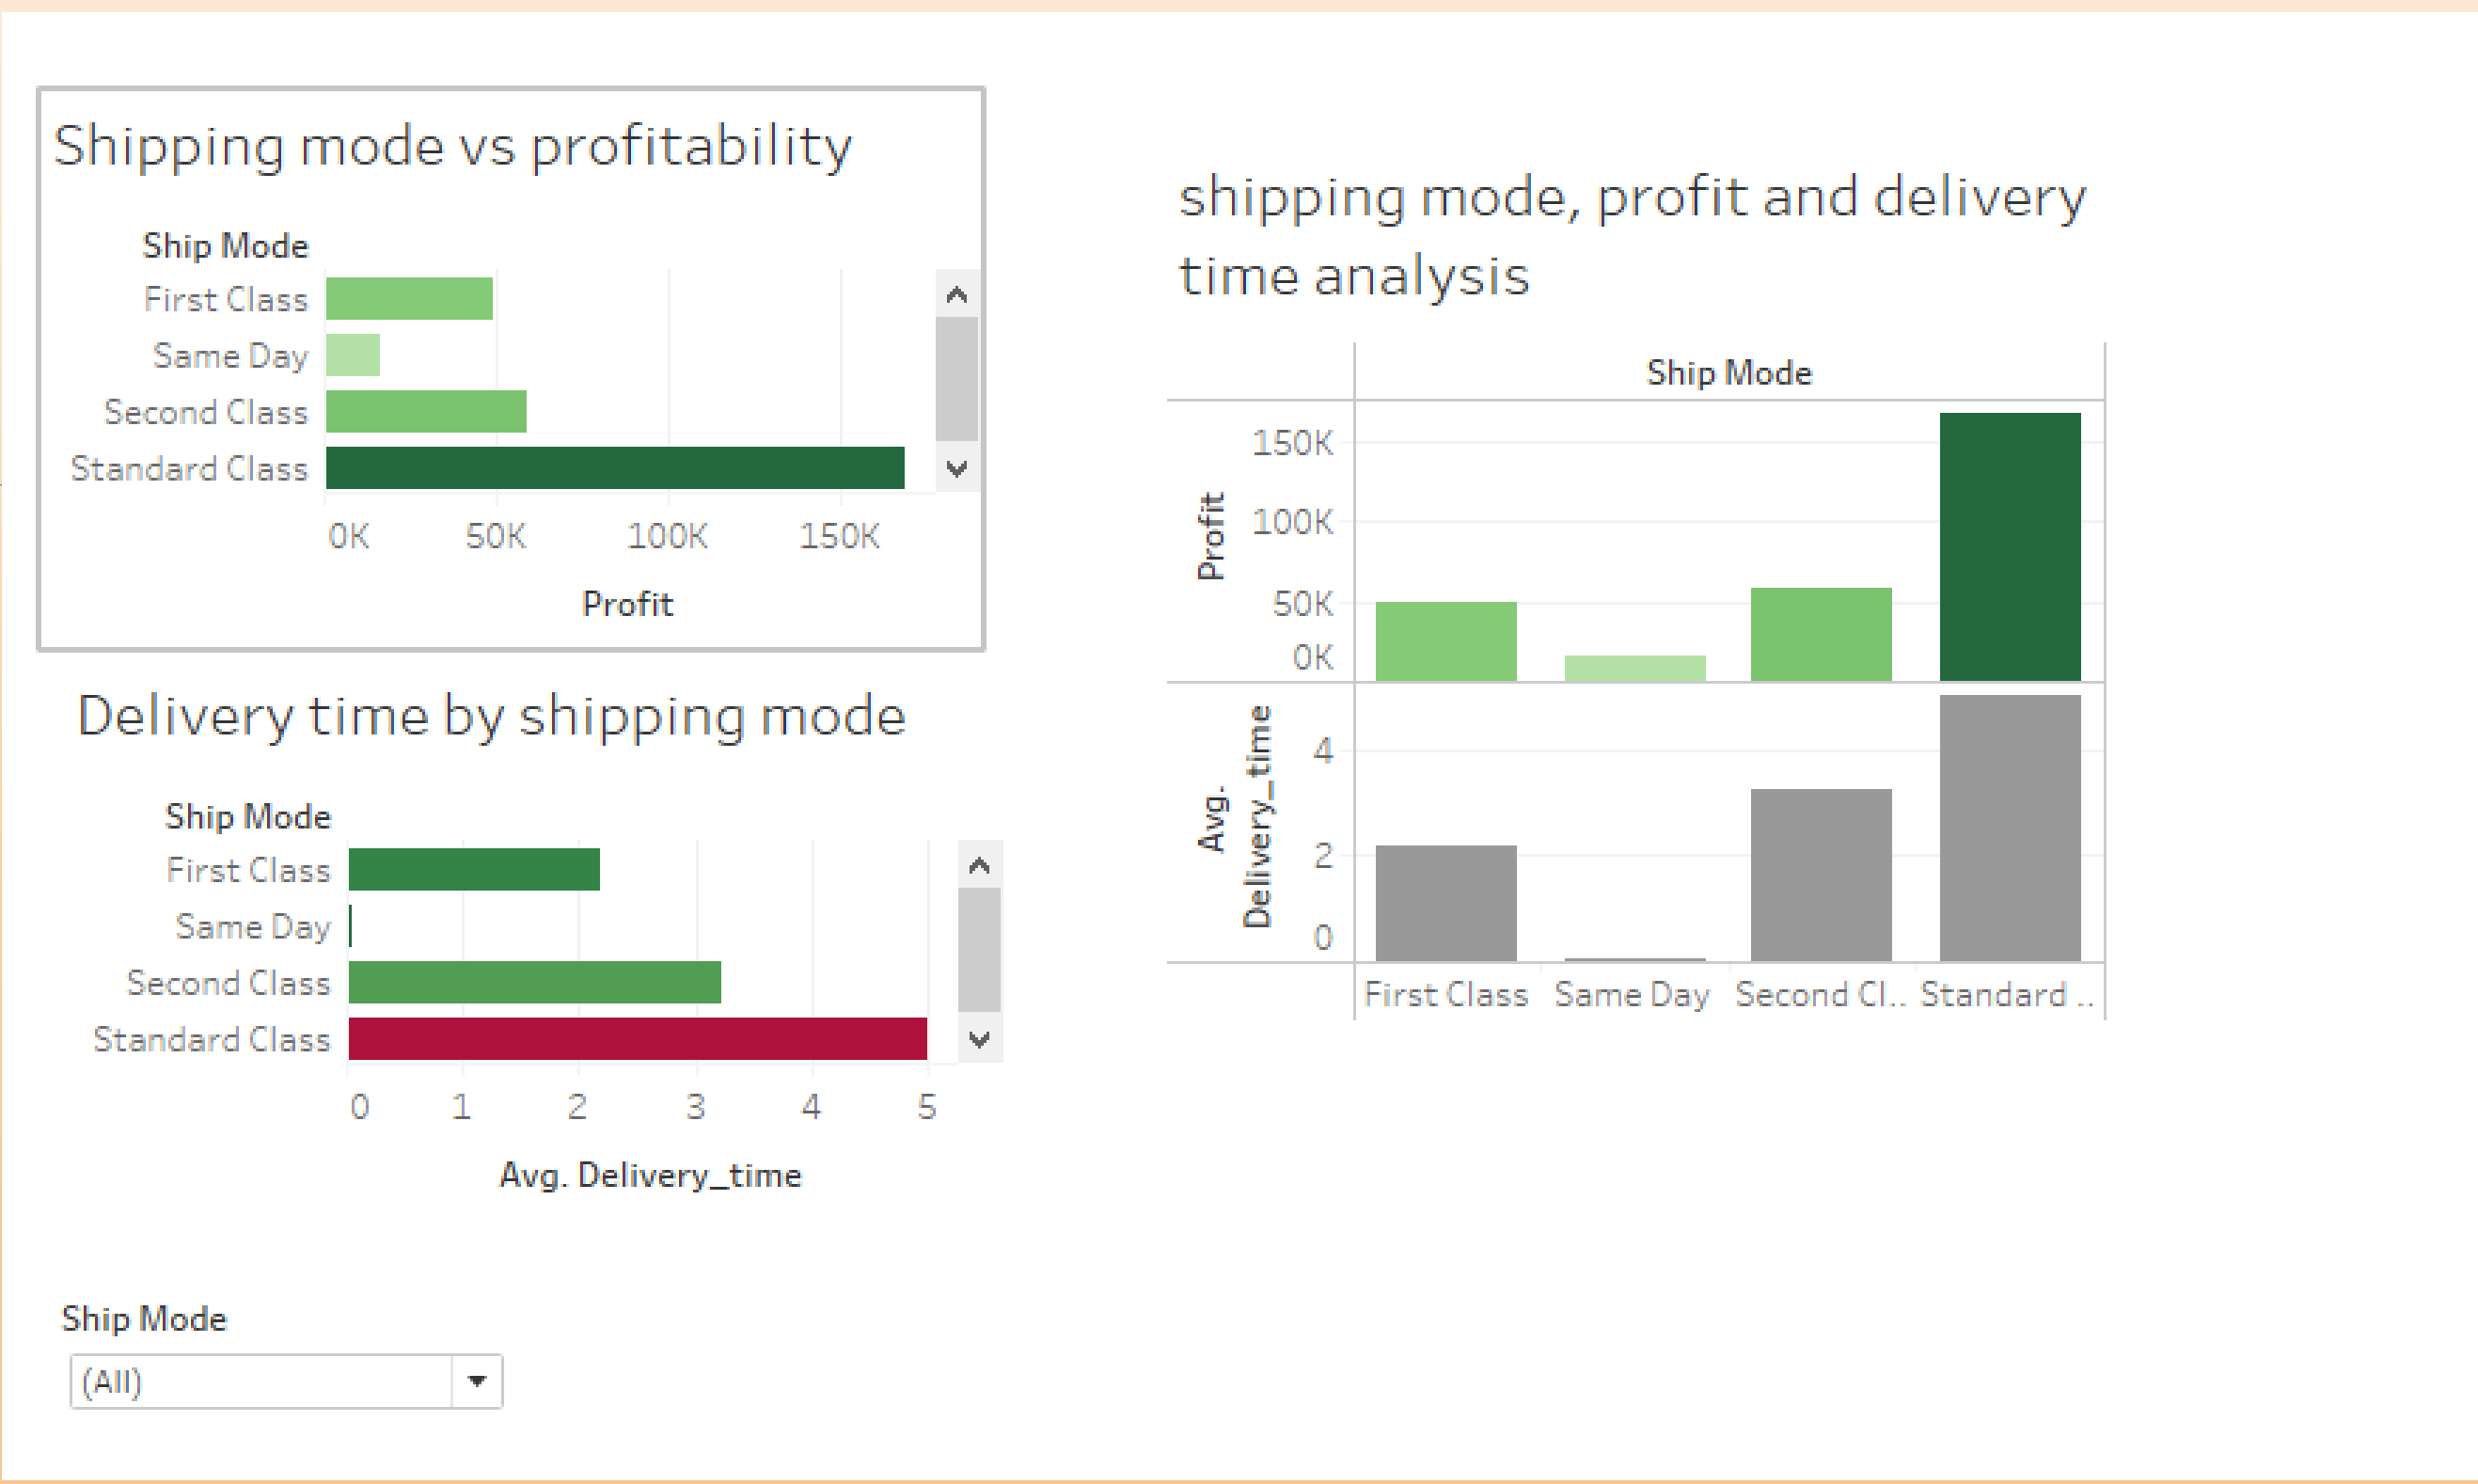 Shipping mode vs profitability
Ship Mode
First Class
Same Day
Second Class
Standard Class
0K 50K 100K 150K
Profit
Delivery time by shipping mode
Ship Mode
First Class
Same Day
Second Class
Standard Class
0 1 2 3 4 5
Avg. Delivery_time
Ship Mode
(All)
shipping mode, profit and delivery
time analysis
Ship Mode
150K
100K
50K
0K
Profit
4
2
0
Avg.
Delivery_time
First Class Same Day Second Cl.. Standard ..